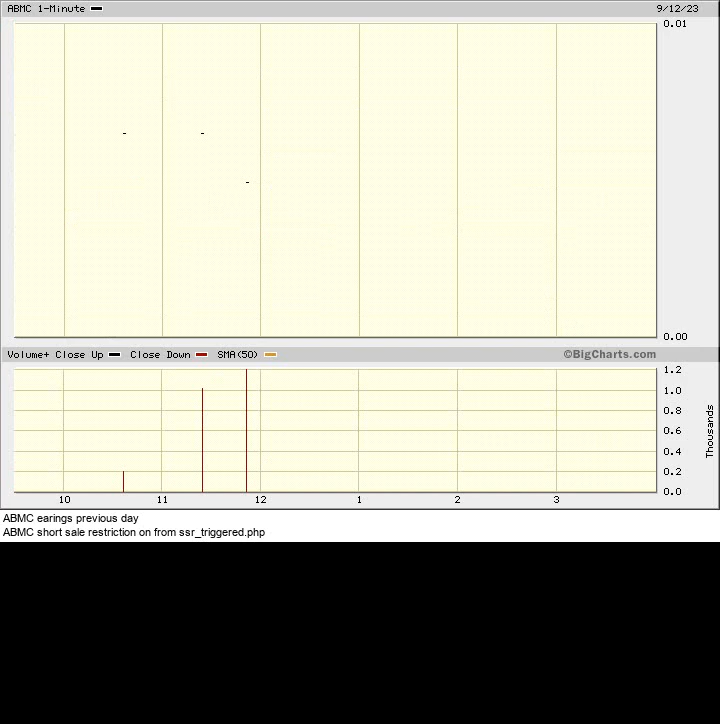 ABMC 1-Minute 9/12/23
0.01
0.00
Volume+ Close Up Close Down SMA(50) ©BigCharts.com
1.2
1.0
0.8
0.6
0.4
0.2
0.0
Thousands
10 11 12 1 2 3
ABMC earings previous day
ABMC short sale restriction on from ssr_triggered.php